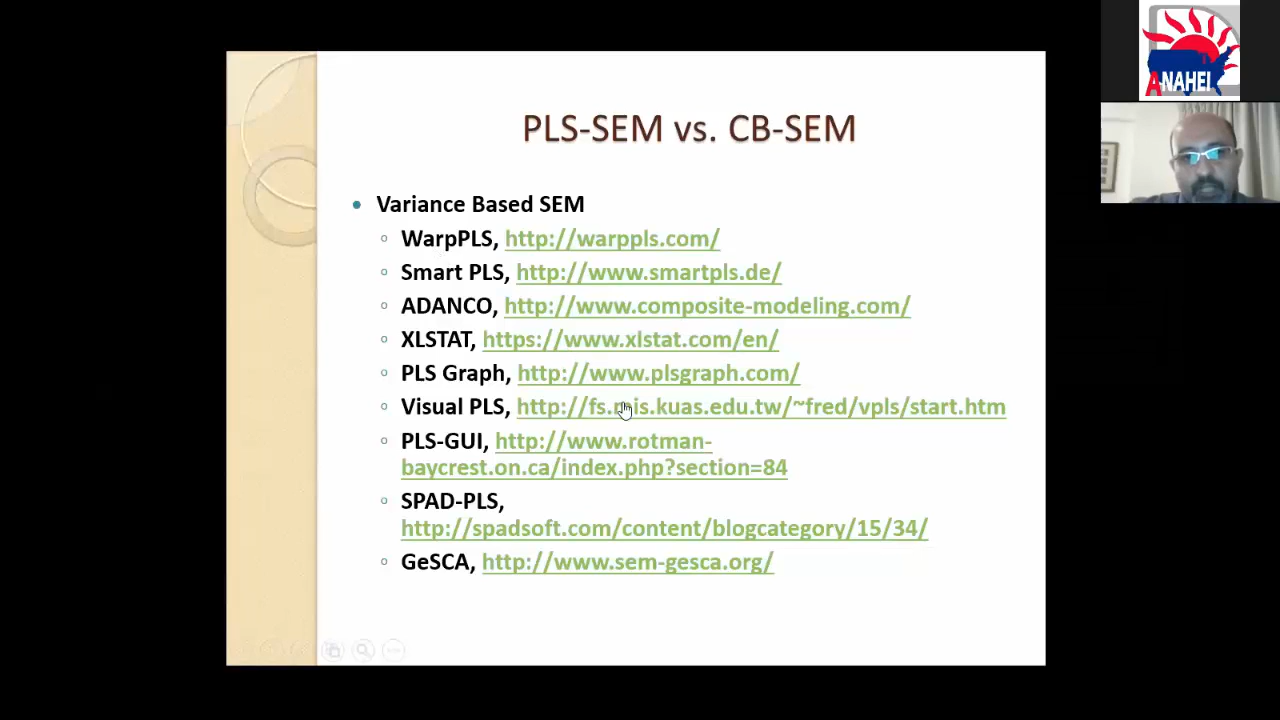 PLS-SEM vs. CB-SEM
Variance Based SEM
WarpPLS, http://warppls.com/
Smart PLS, http://www.smartpls.de/
ADANCO, http://www.composite-modeling.com/
XLSTAT, https://www.xlstat.com/en/
PLS Graph, http://www.plsgraph.com/
Visual PLS, http://fs.mis.kuas.edu.tw/~fred/vpls/start.htm
PLS-GUI, http://www.rotman-
baycrest.on.ca/index.php?section=84
SPAD-PLS,
http://spadsoft.com/content/blogcategory/15/34/
GeSCA, http://www.sem-gesca.org/
ANAHEI